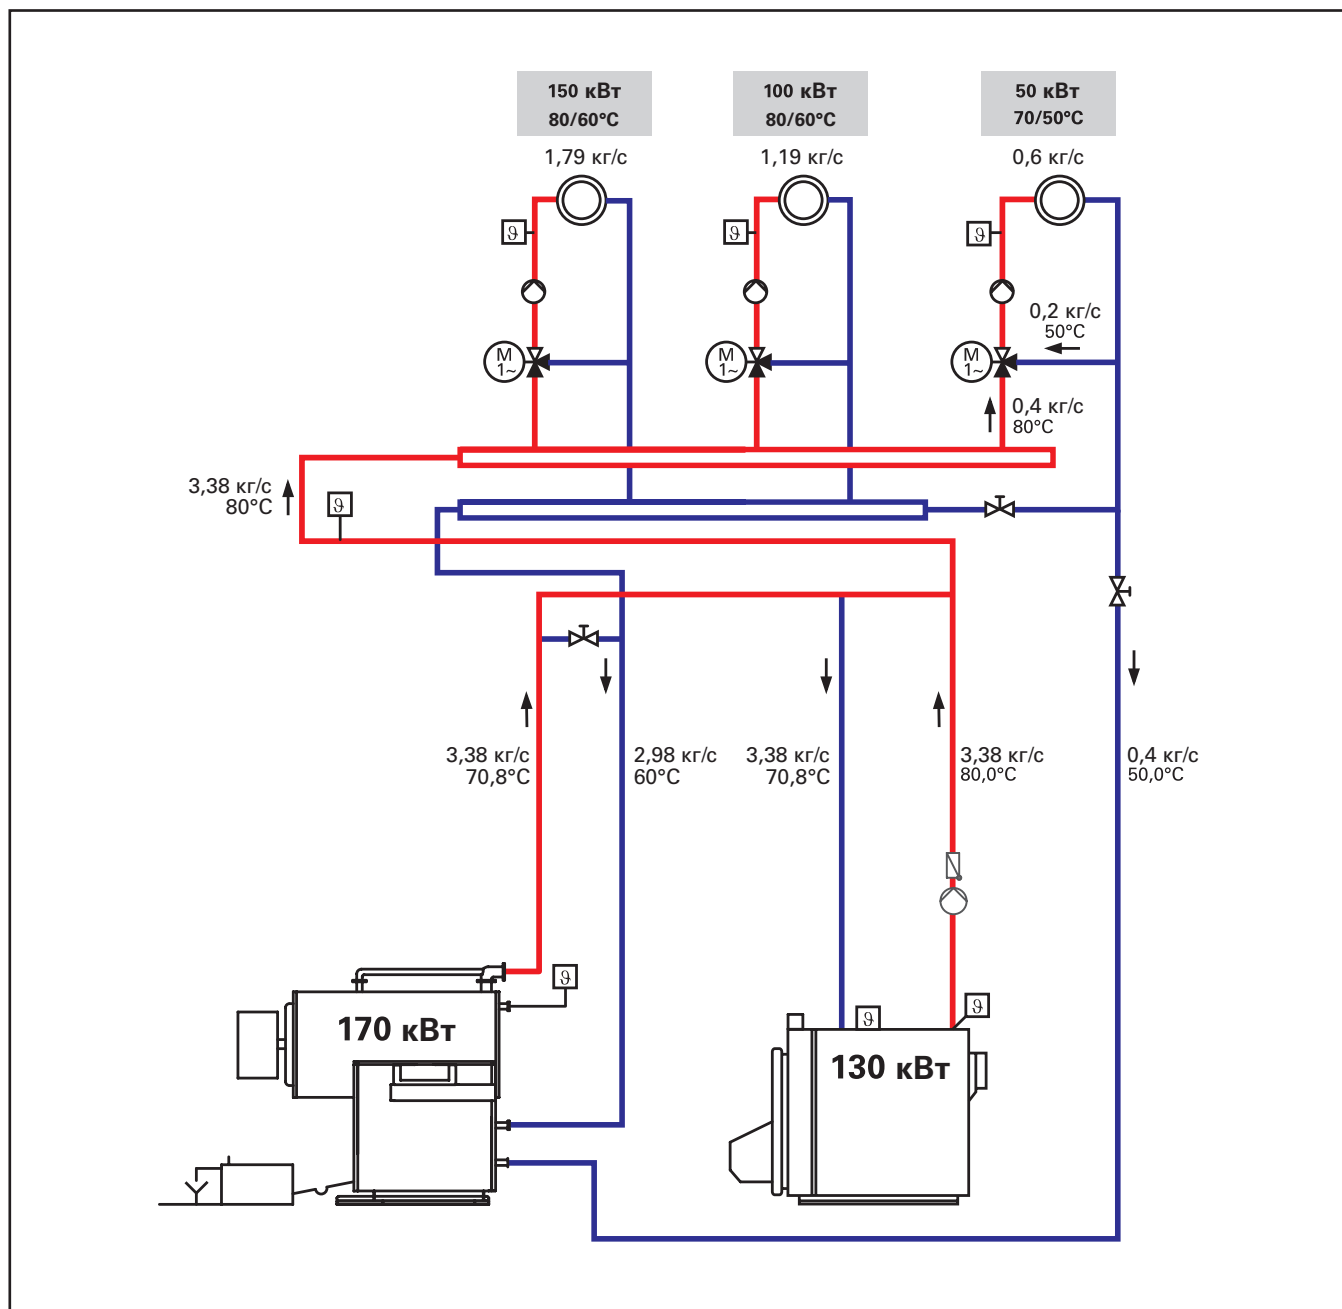 150 кВт
80/60°C
100 кВт
80/60°C
50 кВт
70/50°C
1,79 кг/с
1,19 кг/с
0,6 кг/с
ϑ
ϑ
ϑ
0,2 кг/с
50°C
M
1~
M
1~
M
1~
0,4 кг/с
80°C
3,38 кг/с
80°C
ϑ
3,38 кг/с
70,8°C
2,98 кг/с
60°C
3,38 кг/с
70,8°C
3,38 кг/с
80,0°C
0,4 кг/с
50,0°C
ϑ
ϑ
ϑ
170 кВт
130 кВт